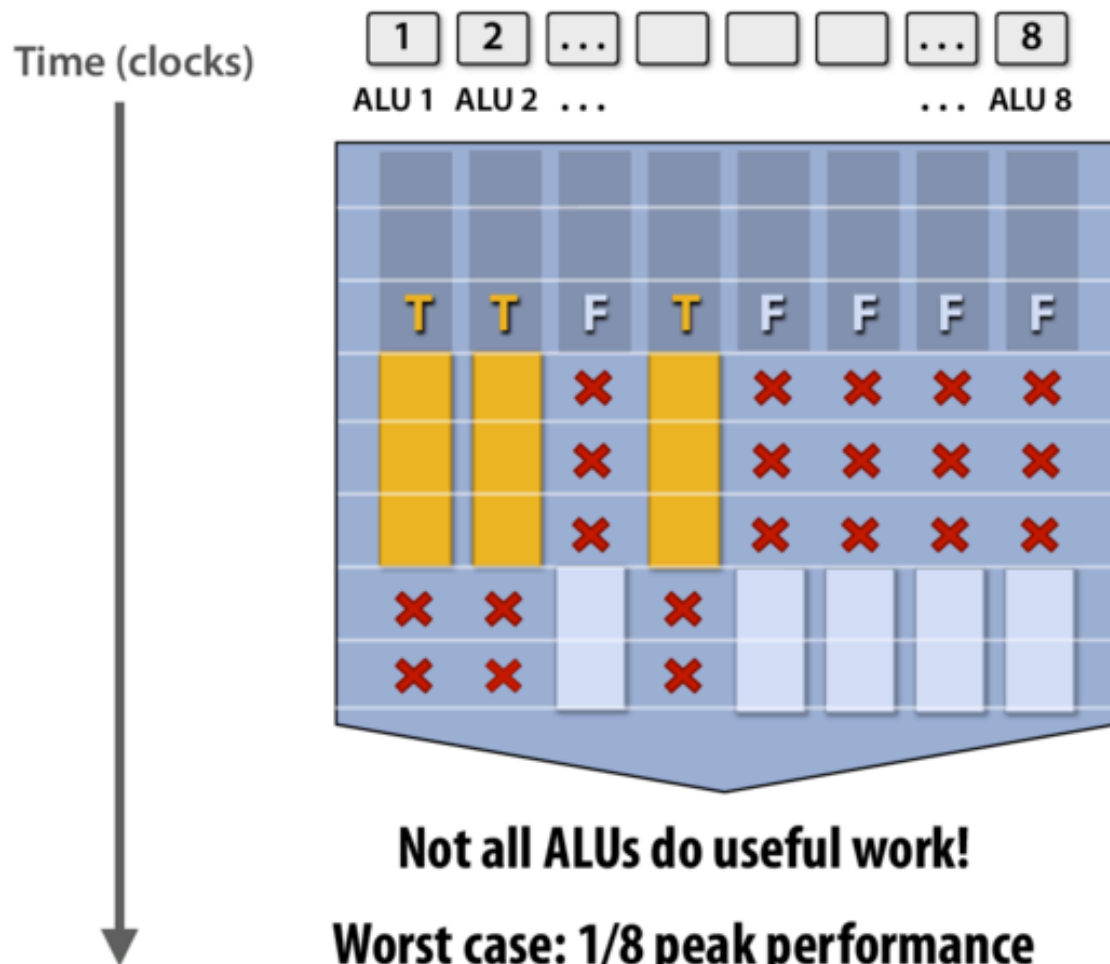 1 2 ... ... 8
Time (clocks)
ALU 1 ALU 2 ... ... ALU 8
T T F T F F F F
Not all ALUs do useful work!
Worst case: 1/8 peak performance